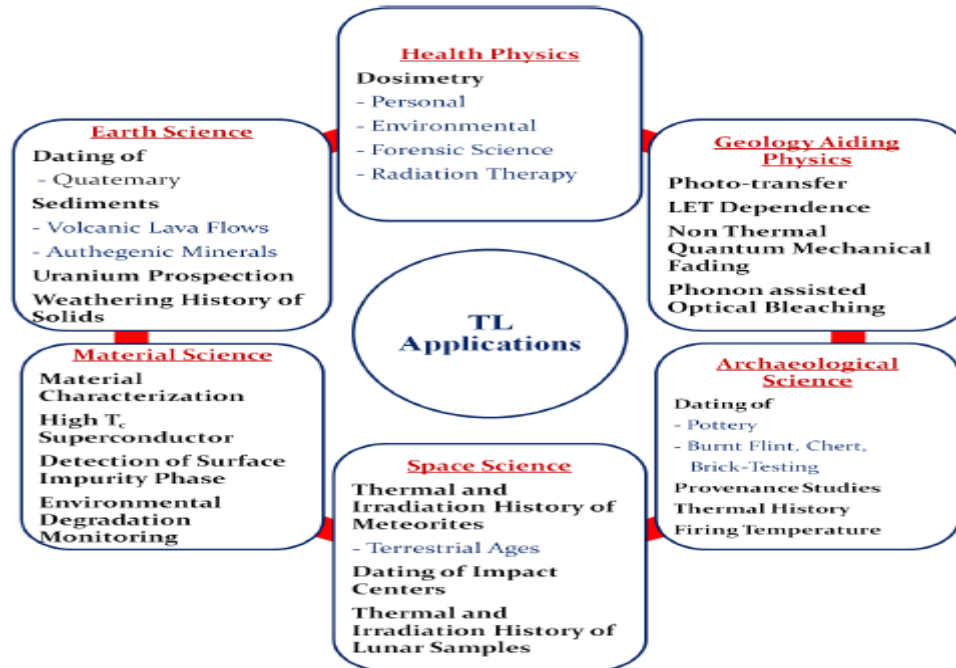 Health Physics
Dosimetry
- Personal
- Environmental
- Forensic Science
- Radiation Therapy
Earth Science
Dating of
- Quatemary
Sediments
- Volcanic Lava Flows
- Authegenic Minerals
Uranium Prospection
Weathering History of
Solids
Geology Aiding
Physics
Photo-transfer
LET Dependence
Non Thermal
Quantum Mechanical
Fading
Phonon assisted
Optical Bleaching
TL
Applications
Material Science
Material
Characterization
High Tc
Superconductor
Detection of Surface
Impurity Phase
Environmental
Degradation
Monitoring
Space Science
Thermal and
Irradiation History of
Meteorites
- Terrestrial Ages
Dating of Impact
Centers
Thermal and
Irradiation History of
Lunar Samples
Archaeological
Science
Dating of
- Pottery
- Burnt Flint, Chert,
Brick-Testing
Provenance Studies
Thermal History
Firing Temperature